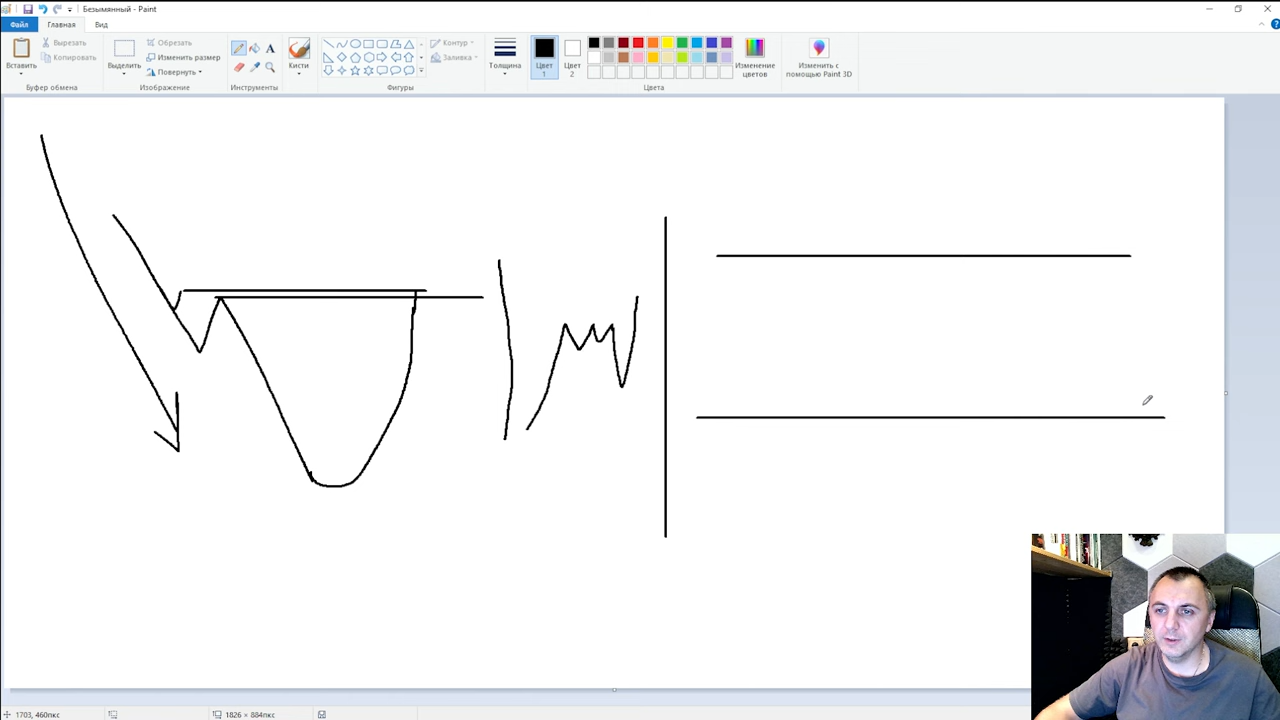 Безымянный - Paint
Файл Главная Вид
Вставить
Вырезать
Копировать
Буфер обмена
Выделить
Обрезать
Изменить размер
Повернуть
Изображение
A
Инструменты
Кисти
Контур
Заливка
Фигуры
Толщина
Цвет 1
Цвет 2
Изменение цветов
Цвета
Изменить с помощью Paint 3D
1703, 460пкс
1826 × 884пкс